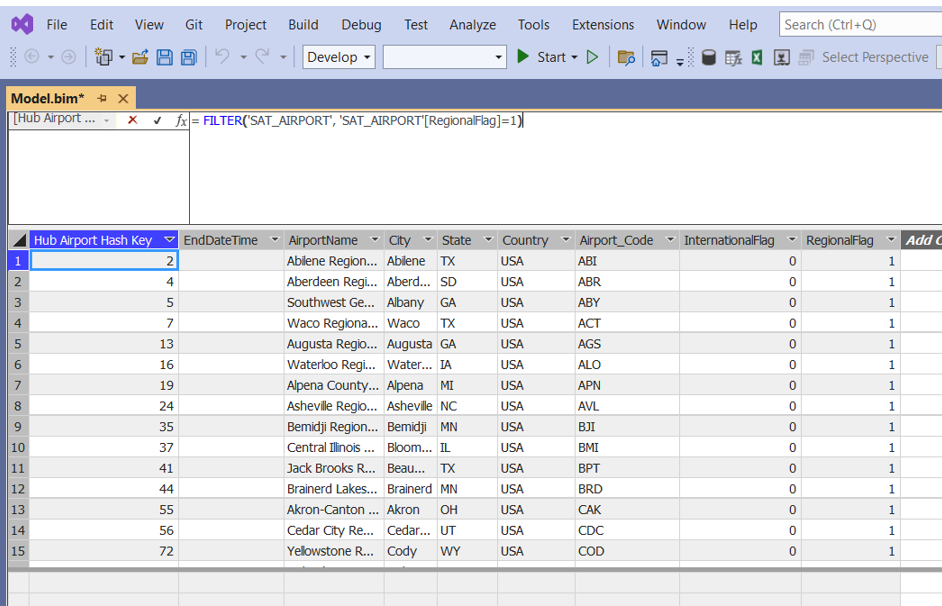 File Edit View Git Project Build Debug Test Analyze Tools Extensions Window Help Search (Ctrl+Q)
Develop Start Select Perspective
Model.bim*
[Hub Airport ... fx = FILTER('SAT_AIRPORT', 'SAT_AIRPORT'[RegionalFlag]=1)
Hub Airport Hash Key EndDateTime AirportName City State Country Airport_Code InternationalFlag RegionalFlag Add
1 2 Abilene Region... Abilene TX USA ABI 0 1
2 4 Aberdeen Regi... Aberd... SD USA ABR 0 1
3 5 Southwest Ge... Albany GA USA ABY 0 1
4 7 Waco Regiona... Waco TX USA ACT 0 1
5 13 Augusta Regio... Augusta GA USA AGS 0 1
6 16 Waterloo Regi... Water... IA USA ALO 0 1
7 19 Alpena County... Alpena MI USA APN 0 1
8 24 Asheville Regio... Asheville NC USA AVL 0 1
9 35 Bemidji Region... Bemidji MN USA BJI 0 1
10 37 Central Illinois ... Bloom... IL USA BMI 0 1
11 41 Jack Brooks R... Beau... TX USA BPT 0 1
12 44 Brainerd Lakes... Brainerd MN USA BRD 0 1
13 55 Akron-Canton ... Akron OH USA CAK 0 1
14 56 Cedar City Re... Cedar... UT USA CDC 0 1
15 72 Yellowstone R... Cody WY USA COD 0 1